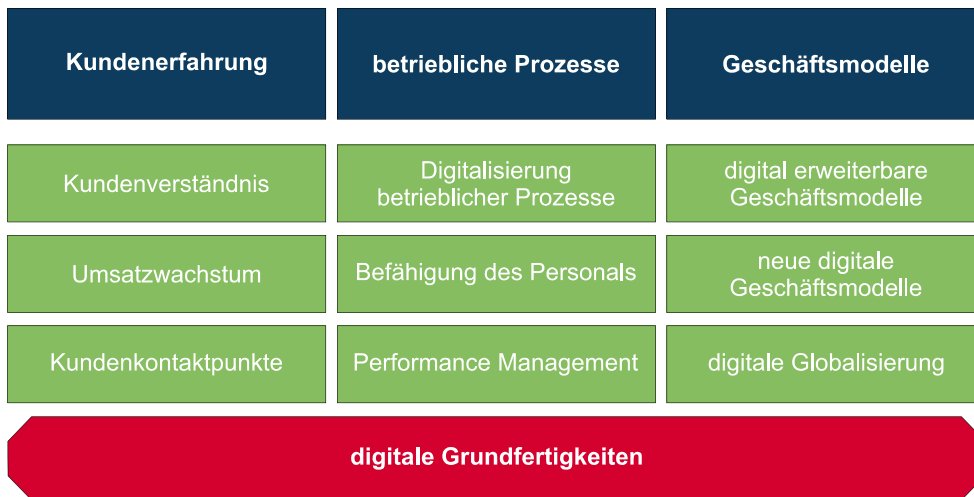 Kundenerfahrung
betriebliche Prozesse
Geschäftsmodelle
Kundenverständnis
Digitalisierung
betrieblicher Prozesse
digital erweiterbare
Geschäftsmodelle
Umsatzwachstum
Befähigung des Personals
neue digitale
Geschäftsmodelle
Kundenkontaktpunkte
Performance Management
digitale Globalisierung
digitale Grundfertigkeiten